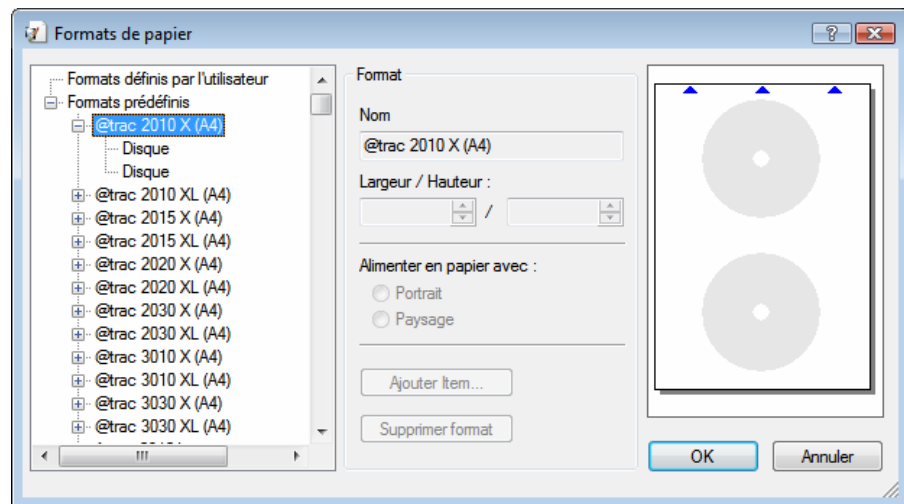 Formats de papier
Formats définis par l'utilisateur
Formats prédéfinis
@trac 2010 X (A4)
Disque
Disque
@trac 2010 XL (A4)
@trac 2015 X (A4)
@trac 2015 XL (A4)
@trac 2020 X (A4)
@trac 2020 XL (A4)
@trac 2030 X (A4)
@trac 2030 XL (A4)
@trac 3010 X (A4)
@trac 3010 XL (A4)
@trac 3030 X (A4)
@trac 3030 XL (A4)
Format
Nom
@trac 2010 X (A4)
Largeur / Hauteur :
/
Alimenter en papier avec :
Portrait
Paysage
Ajouter Item...
Supprimer format
OK
Annuler